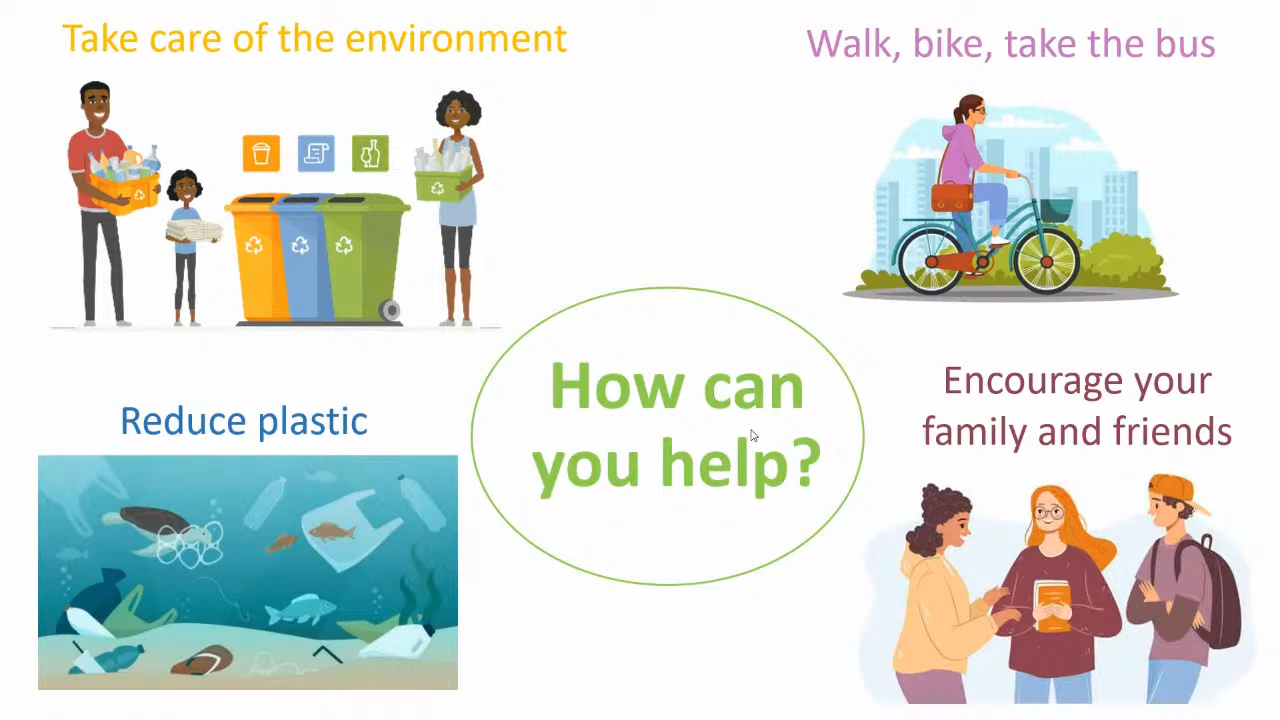 Take care of the environment
Walk, bike, take the bus
How can
you help?
Reduce plastic
Encourage your
family and friends